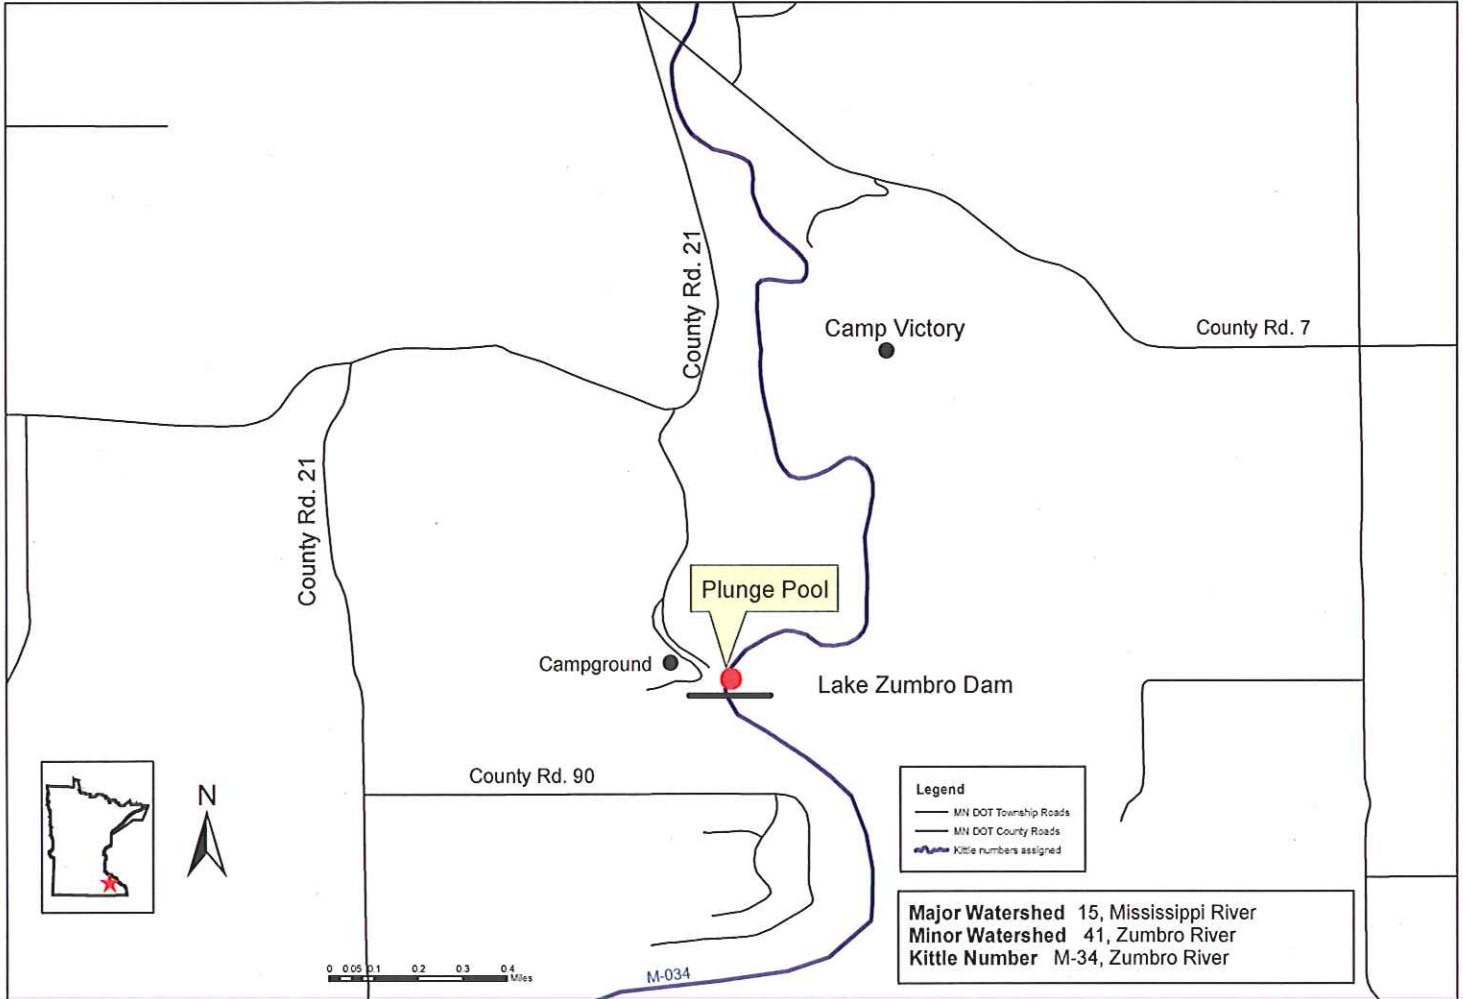 County Rd. 21
Camp Victory
County Rd. 7
County Rd. 21
Plunge Pool
Campground
Lake Zumbro Dam
County Rd. 90
N
Legend
MN DOT Township Roads
MN DOT County Roads
Kittle numbers assigned
Major Watershed 15, Mississippi River
Minor Watershed 41, Zumbro River
Kittle Number M-34, Zumbro River
0 0.05 0.1 0.2 0.3 0.4
Miles
M-034